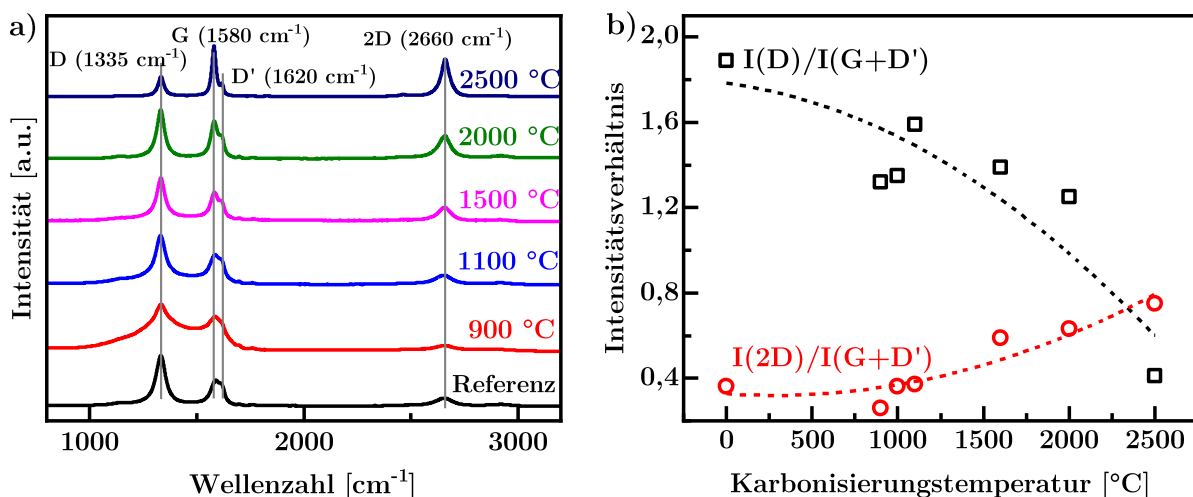 a)
G (1580 cm⁻¹)
2D (2660 cm⁻¹)
D (1335 cm⁻¹)
D' (1620 cm⁻¹)
2500 °C
2000 °C
1500 °C
1100 °C
900 °C
Referenz
Intensität [a.u.]
1000
2000
3000
Wellenzahl [cm⁻¹]
b)
2,0
1,6
1,2
0,8
0,4
I(D)/I(G+D')
I(2D)/I(G+D')
Intensitätsverhältnis
0
500
1000
1500
2000
2500
Karbonisierungstemperatur [°C]